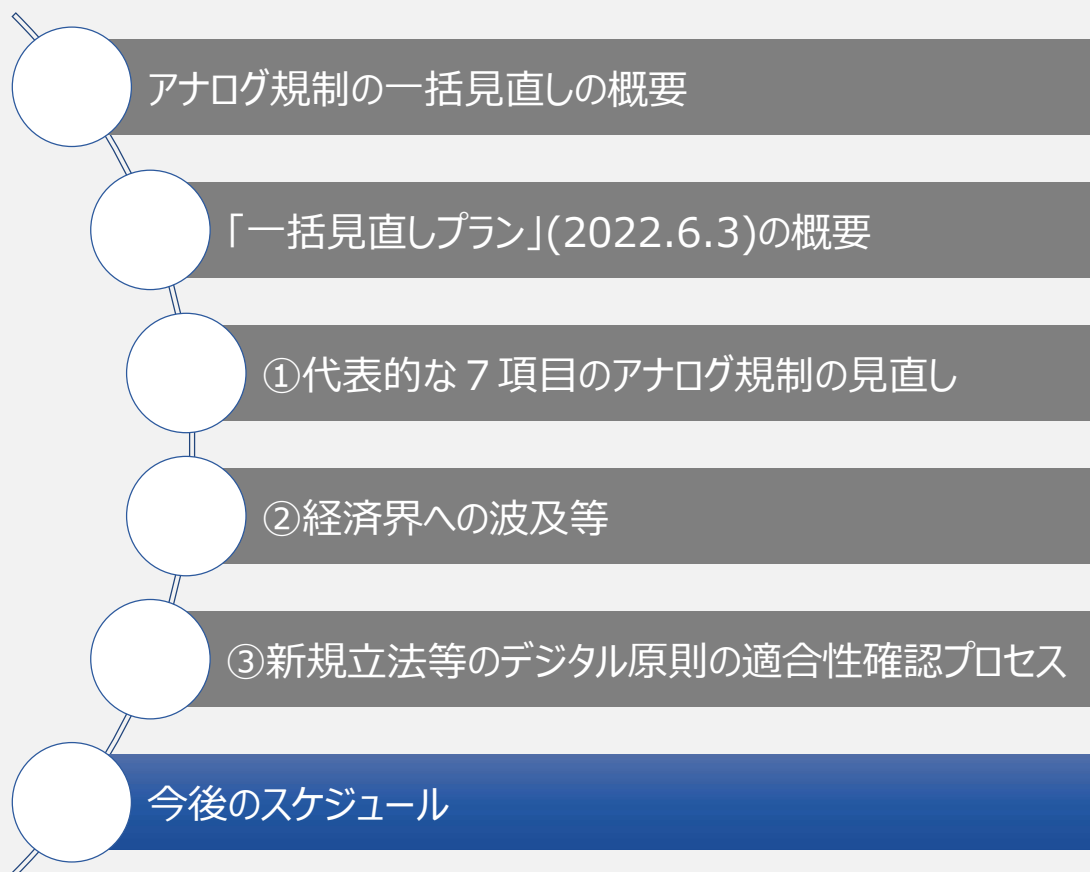 アナログ規制の一括見直しの概要
「一括見直しプラン」(2022.6.3)の概要
①代表的な７項目のアナログ規制の見直し
②経済界への波及等
③新規立法等のデジタル原則の適合性確認プロセス
今後のスケジュール